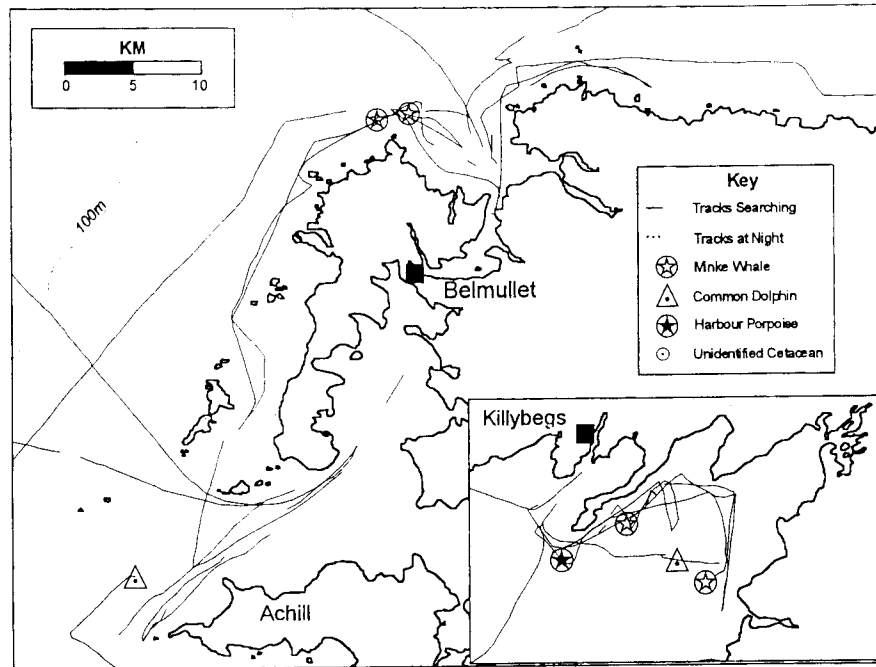 KM
0 5 10
100m
Belmullet
Key
Tracks Searching
Tracks at Night
Minke Whale
Common Dolphin
Harbour Porpoise
Unidentified Cetacean
Killybegs
Achill